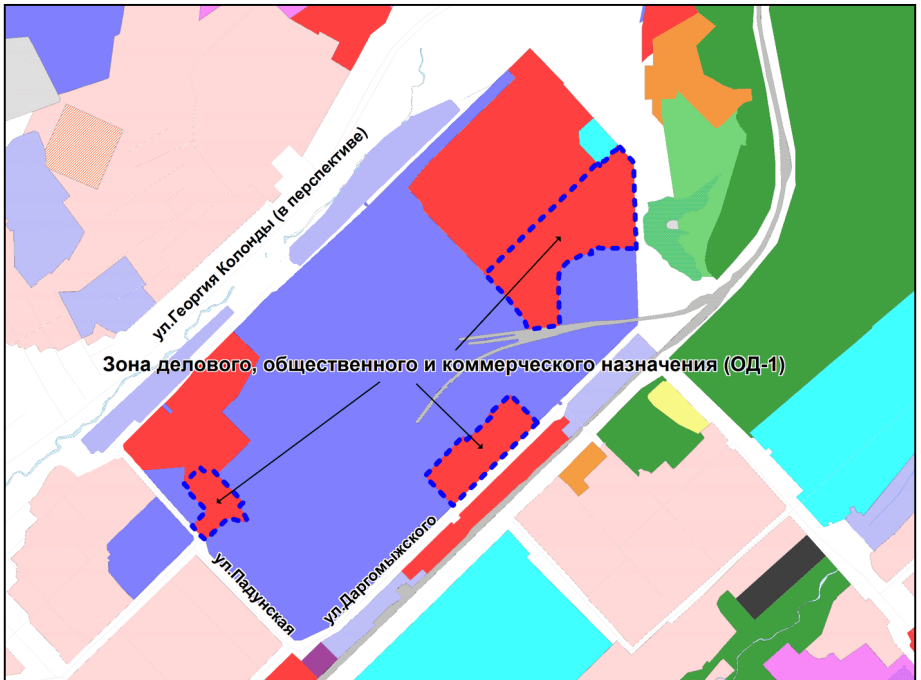 ул.Георгия Колонды (в перспективе)
Зона делового, общественного и коммерческого назначения (ОД-1)
ул.Падунская
ул.Даргомыжского